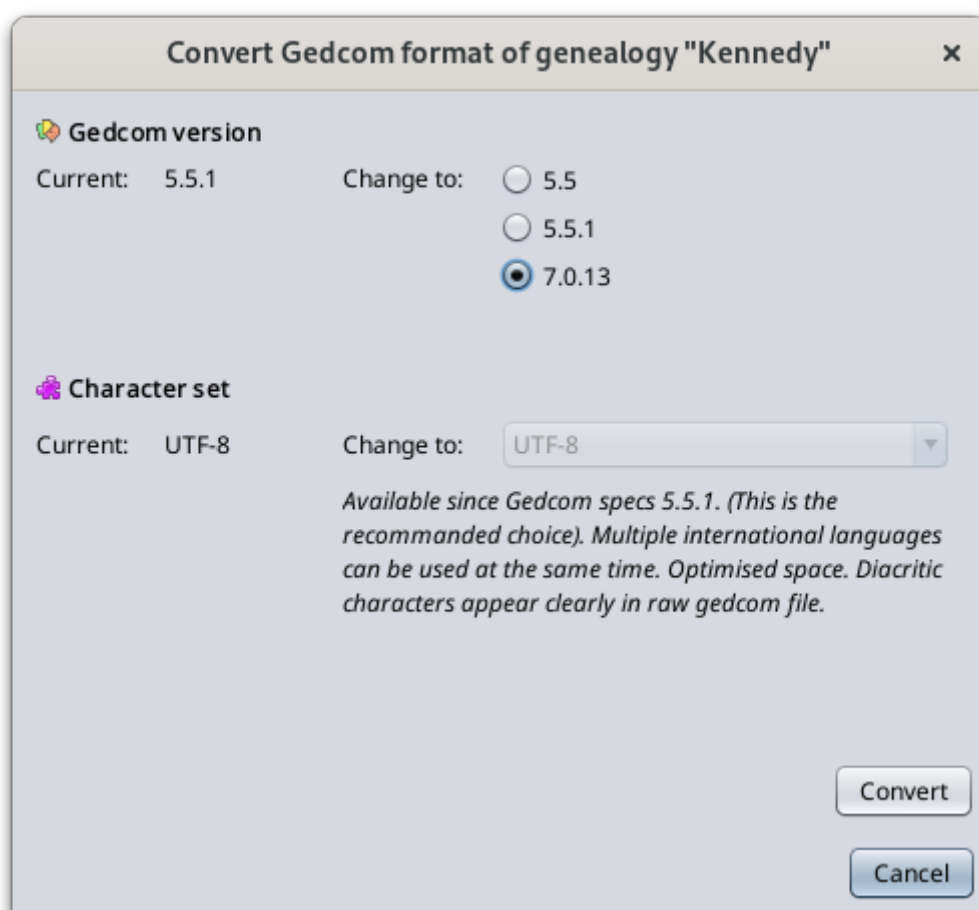 Convert Gedcom format of genealogy "Kennedy"
Gedcom version
Current: 5.5.1 Change to: 5.5
5.5.1
7.0.13
Character set
Current: UTF-8 Change to: UTF-8
Available since Gedcom specs 5.5.1. (This is the
recommanded choice). Multiple international languages
can be used at the same time. Optimised space. Diacritic
characters appear clearly in raw gedcom file.
Convert
Cancel